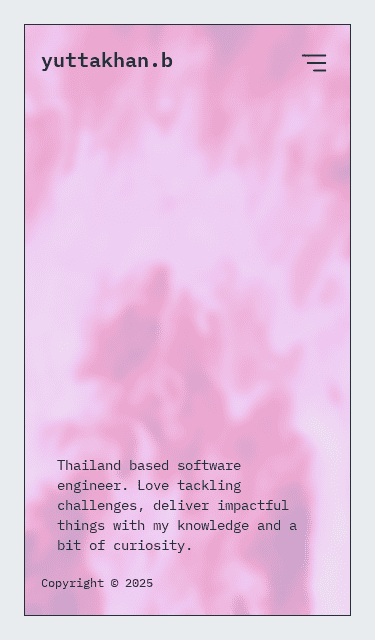 yuttakhan.b
Thailand based software
engineer. Love tackling
challenges, deliver impactful
things with my knowledge and a
bit of curiosity.
Copyright © 2025